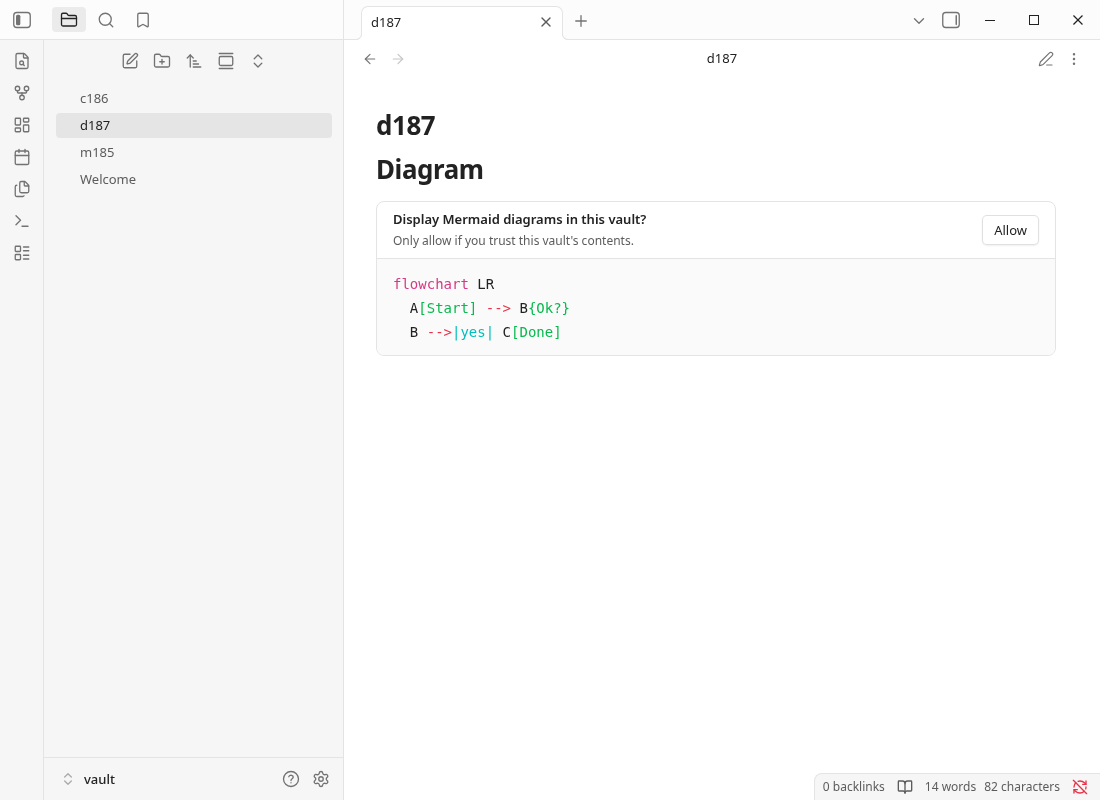 d187
d187
c186
d187
m185
Welcome
d187
Diagram
Display Mermaid diagrams in this vault?
Only allow if you trust this vault's contents.
Allow
flowchart LR
A[Start] --> B{Ok?}
B -->|yes| C[Done]
vault
0 backlinks 14 words 82 characters